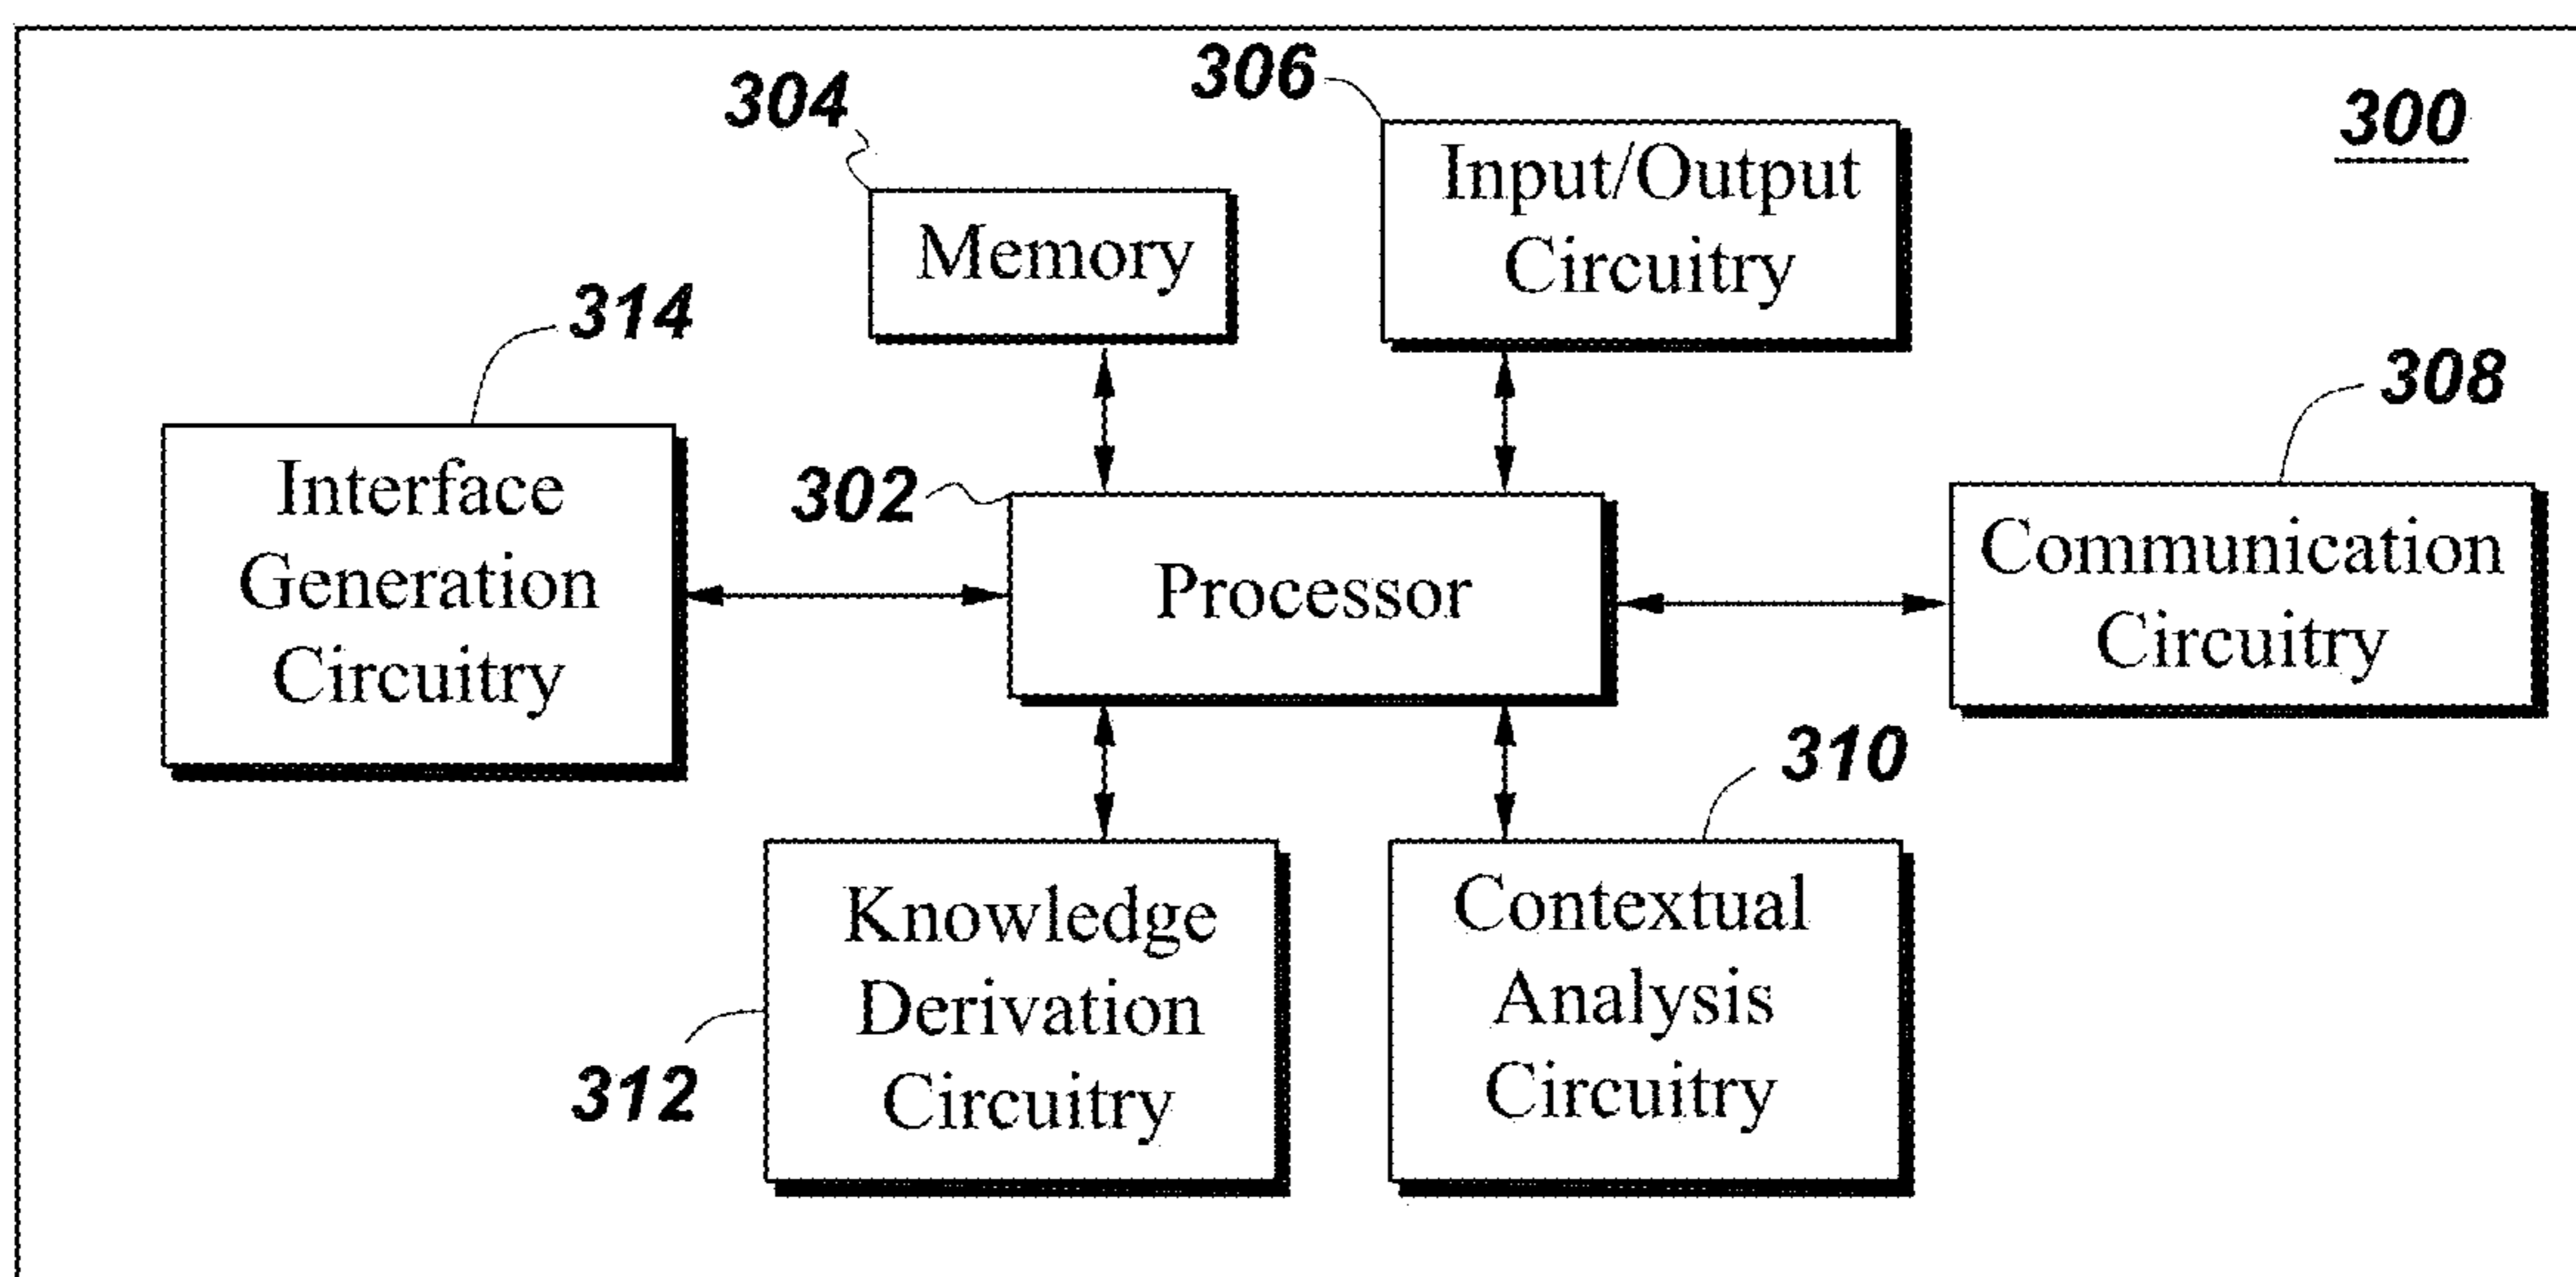 306
304
300
Input/Output
Circuitry
Memory
314
308
Interface
Generation
Circuitry
302
Processor
Communication
Circuitry
310
Knowledge
Derivation
Circuitry
312
Contextual
Analysis
Circuitry